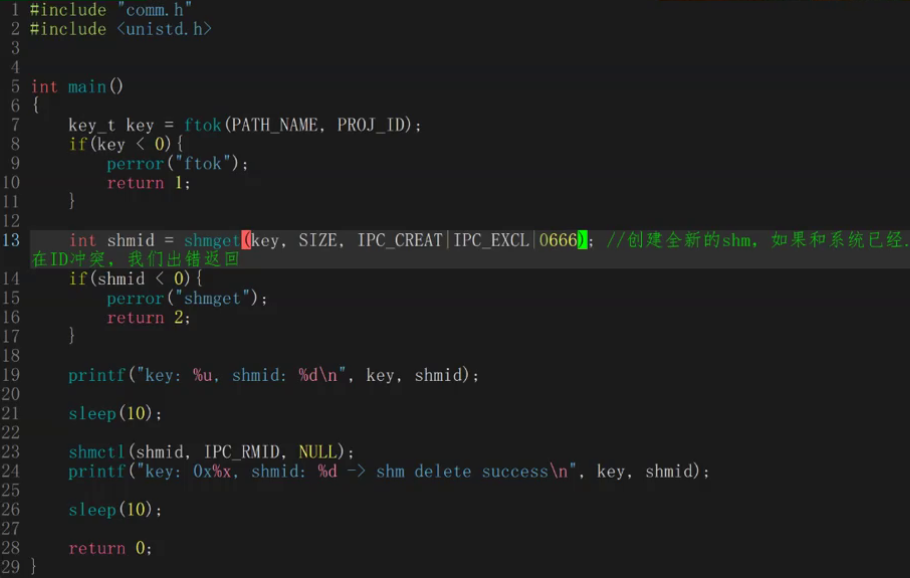 1 #include "comm.h"
2 #include <unistd.h>
3
4
5 int main()
6 {
7     key_t key = ftok(PATH_NAME, PROJ_ID);
8     if(key < 0){
9         perror("ftok");
10         return 1;
11     }
12
13     int shmid = shmget(key, SIZE, IPC_CREAT|IPC_EXCL|0666); //创建全新的shm，如果和系统已经
在ID冲突，我们出错返回
14     if(shmid < 0){
15         perror("shmget");
16         return 2;
17     }
18
19     printf("key: %u, shmid: %d\n", key, shmid);
20
21     sleep(10);
22
23     shmctl(shmid, IPC_RMID, NULL);
24     printf("key: 0x%x, shmid: %d -> shm delete success\n", key, shmid);
25
26     sleep(10);
27
28     return 0;
29 }